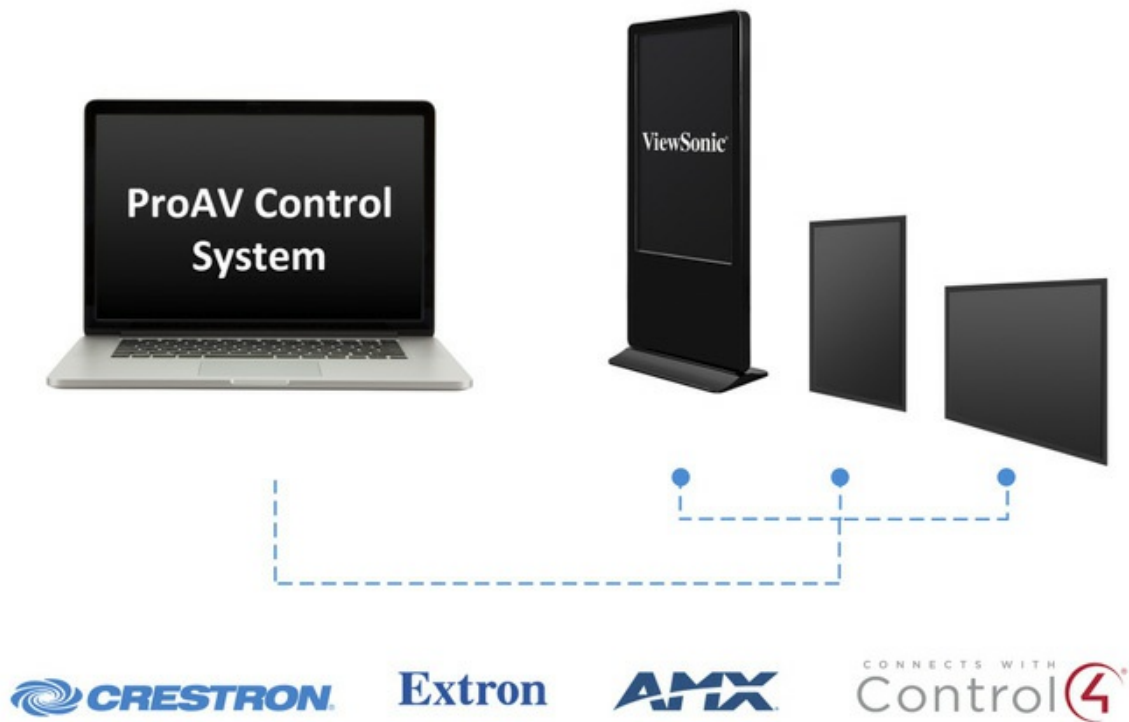 ProAV Control
System
ViewSonic®
CRESTRON®
Extron
AMX
CONNECTS WITH
Control4®